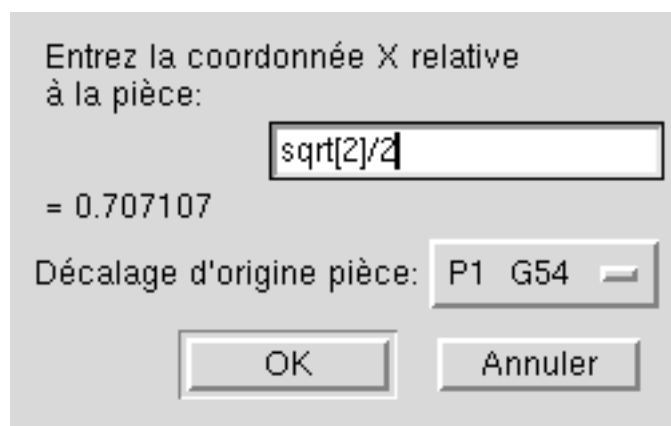 Entrez la coordonnée X relative
à la pièce:
sqrt[2]/2
= 0.707107
Décalage d'origine pièce: P1 G54
OK Annuler